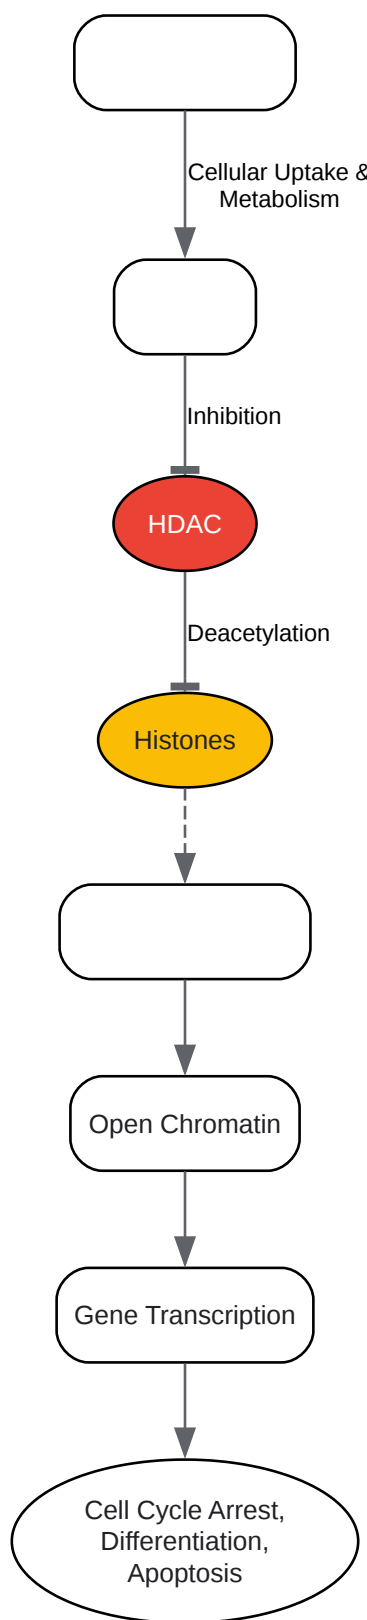 Cellular Uptake &
Metabolism
Inhibition
HDAC
Deacetylation
Histones
Open Chromatin
Gene Transcription
Cell Cycle Arrest,
Differentiation,
Apoptosis